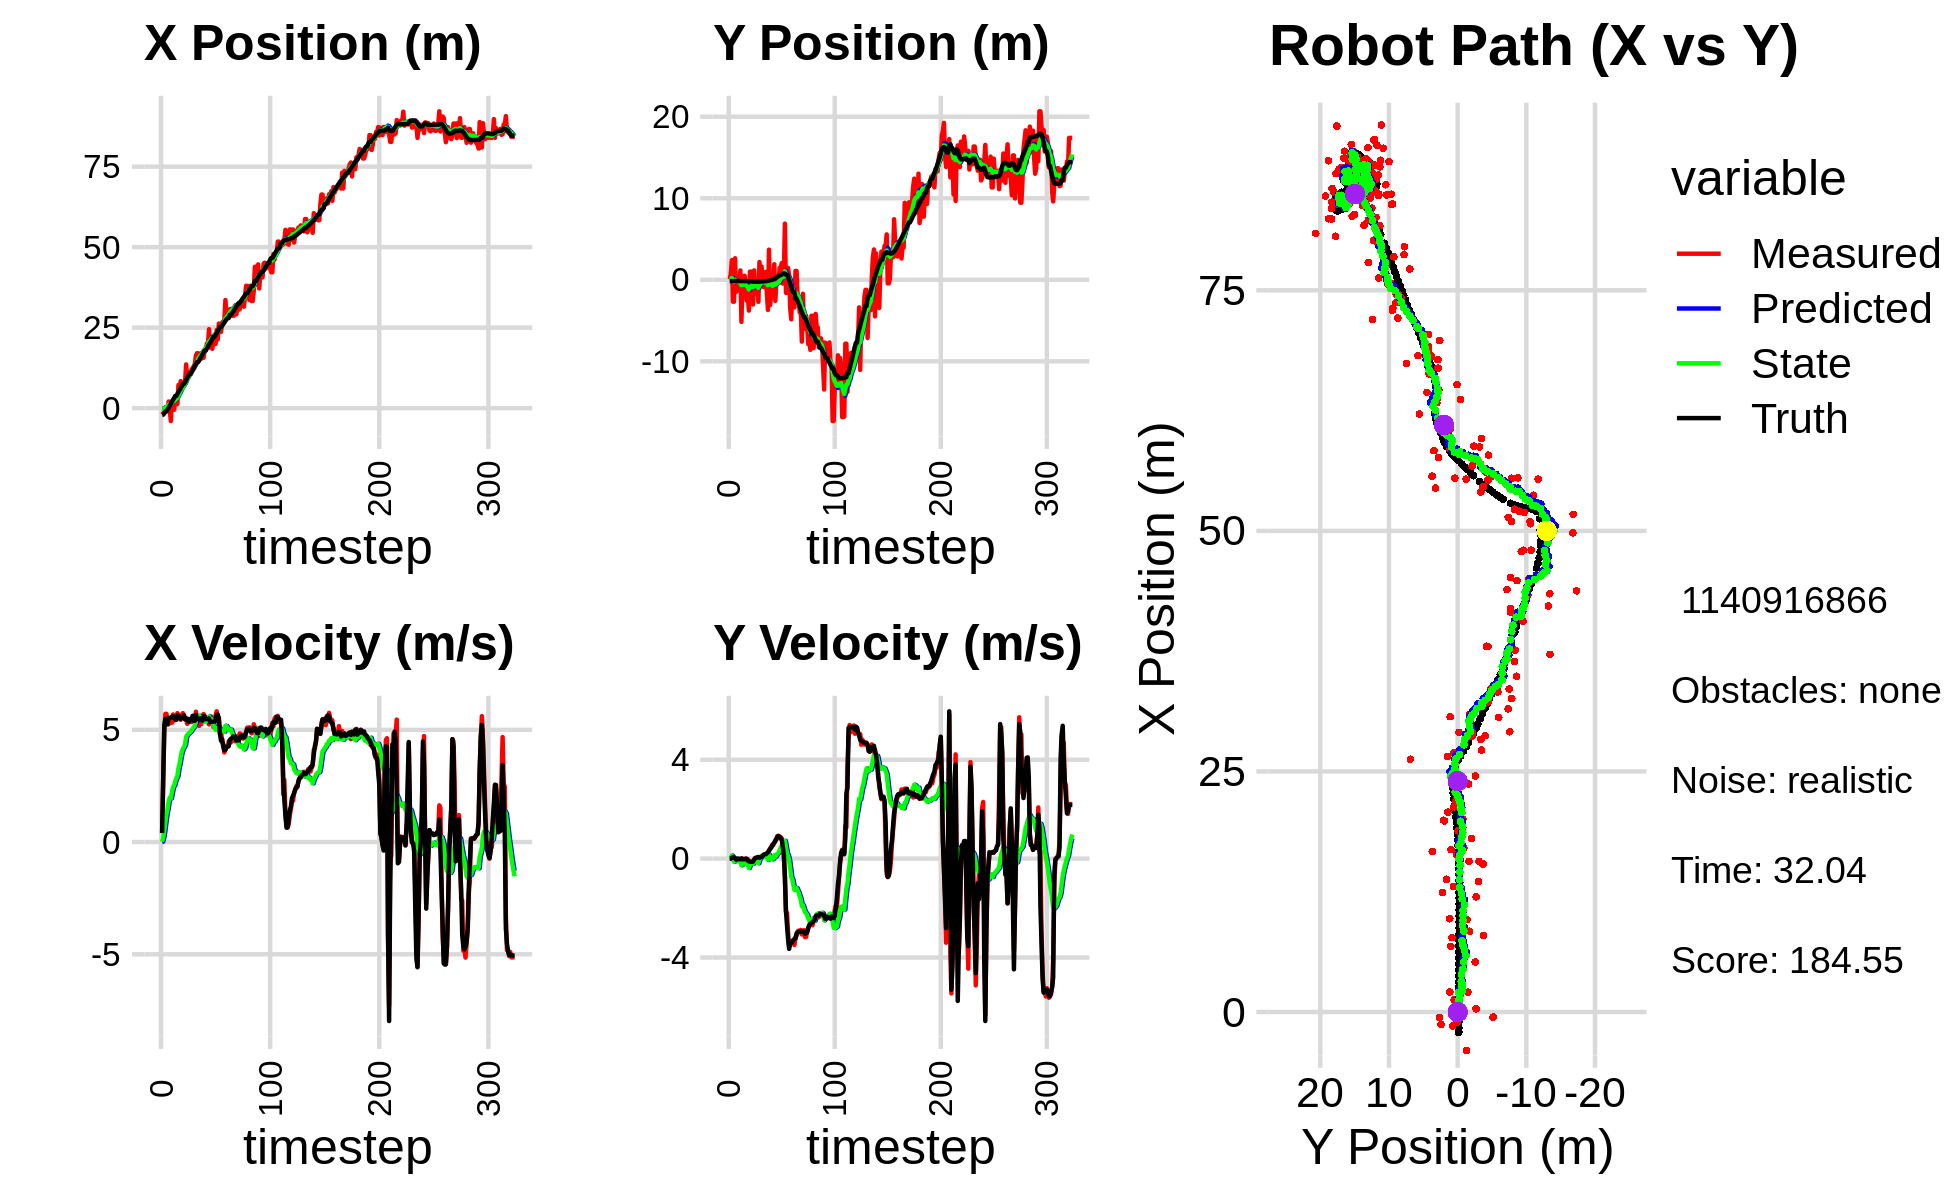 X Position (m)
75
50
25
0
0
100
200
300
timestep
Y Position (m)
20
10
0
-10
0
100
200
300
timestep
X Velocity (m/s)
5
0
-5
0
100
200
300
timestep
Y Velocity (m/s)
4
0
-4
0
100
200
300
timestep
Robot Path (X vs Y)
X Position (m)
75
50
25
0
20 10 0 -10 -20
Y Position (m)
variable
Measured
Predicted
State
Truth
1140916866
Obstacles: none
Noise: realistic
Time: 32.04
Score: 184.55